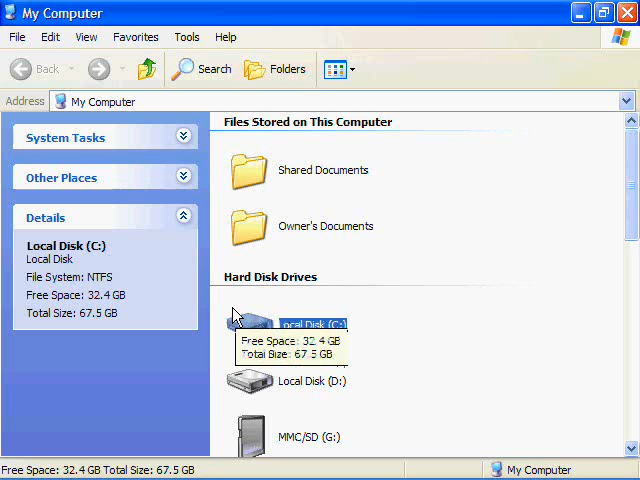 My Computer
File Edit View Favorites Tools Help
Back Search Folders
Address My Computer
System Tasks
Other Places
Details
Local Disk (C:)
Local Disk
File System: NTFS
Free Space: 32.4 GB
Total Size: 67.5 GB
Files Stored on This Computer
Shared Documents
Owner's Documents
Hard Disk Drives
Local Disk (C:)
Free Space: 32.4 GB
Total Size: 67.5 GB
Local Disk (D:)
MMC/SD (G:)
Free Space: 32.4 GB Total Size: 67.5 GB My Computer